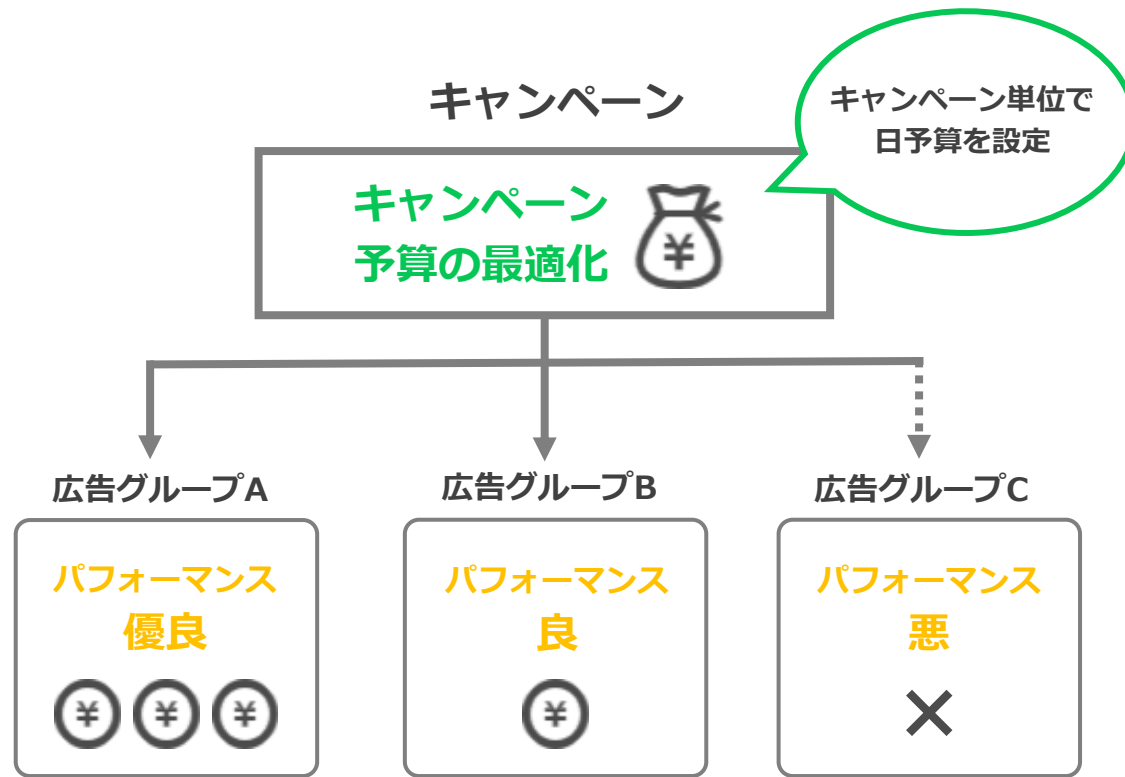 キャンペーン
キャンペーン単位で
日予算を設定
キャンペーン
予算の最適化
¥
広告グループA
広告グループB
広告グループC
パフォーマンス
優良
¥ ¥ ¥
パフォーマンス
良
¥
パフォーマンス
悪